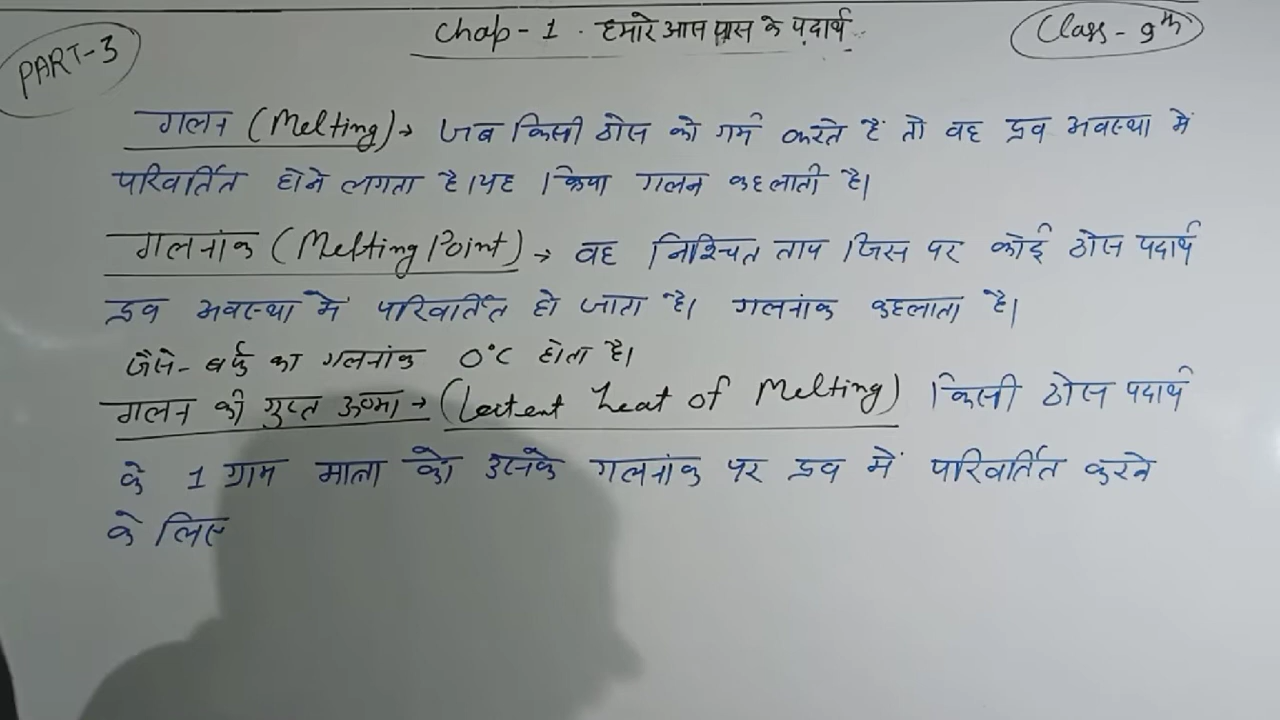 PART-3
Chap-1. हमारे आस पास के पदार्थ
Class-9th
गलन (Melting)→ जब किसी ठोस को गर्म करते हैं तो वह द्रव अवस्था में
परिवर्तित होने लगता है। यह क्रिया गलन कहलाती है।
गलनांक (Melting Point)→ वह निश्चित ताप जिस पर कोई ठोस पदार्थ
द्रव अवस्था में परिवर्तित हो जाता है। गलनांक कहलाता है।
जैसे- बर्फ का गलनांक 0°C होता है।
गलन की गुप्त ऊष्मा→ (Latent heat of Melting) किसी ठोस पदार्थ
के 1 ग्राम मात्रा को उसके गलनांक पर द्रव में परिवर्तित करने
के लिए